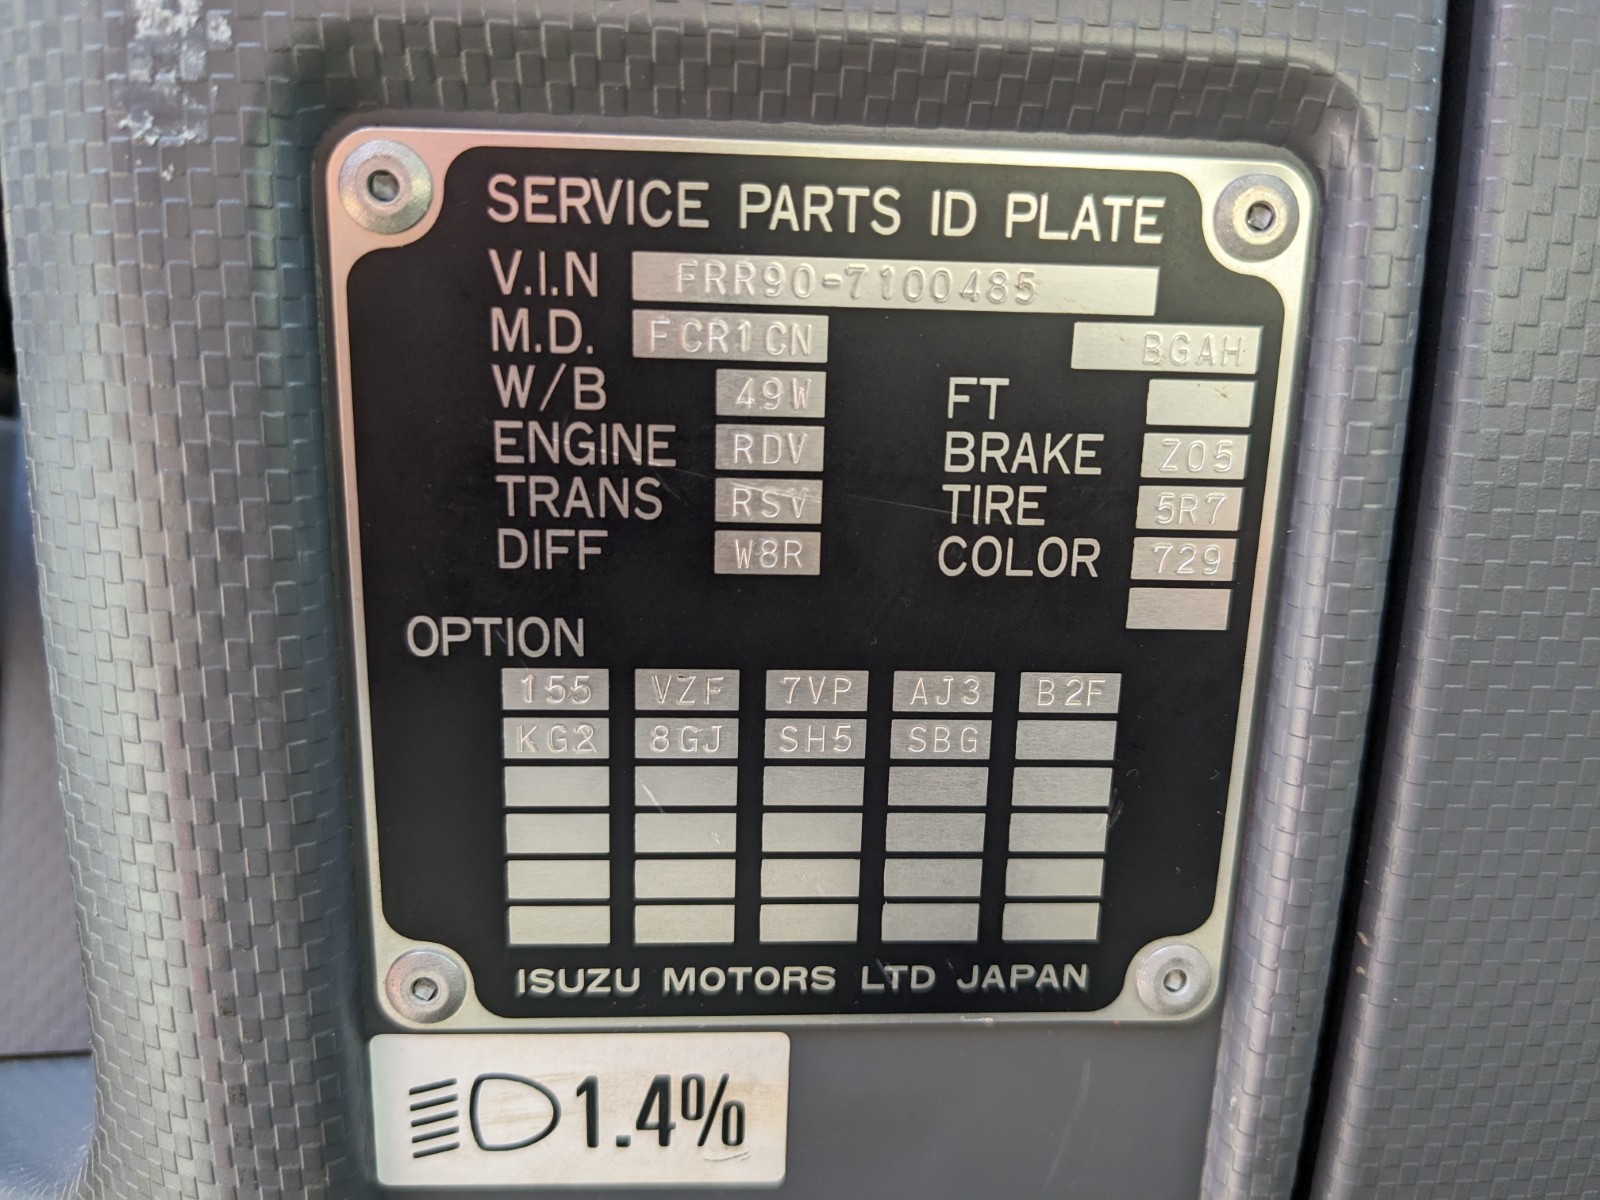 SERVICE PARTS ID PLATE
V.I.N FRR90-7100485
M.D. FCR1CN BGAH
W/B 49W FT
ENGINE RDV BRAKE Z05
TRANS RSV TIRE 5R7
DIFF W8R COLOR 729
OPTION
155 VZF 7VP AJ3 B2F
KG2 8GJ SH5 SBG
ISUZU MOTORS LTD JAPAN
1.4%